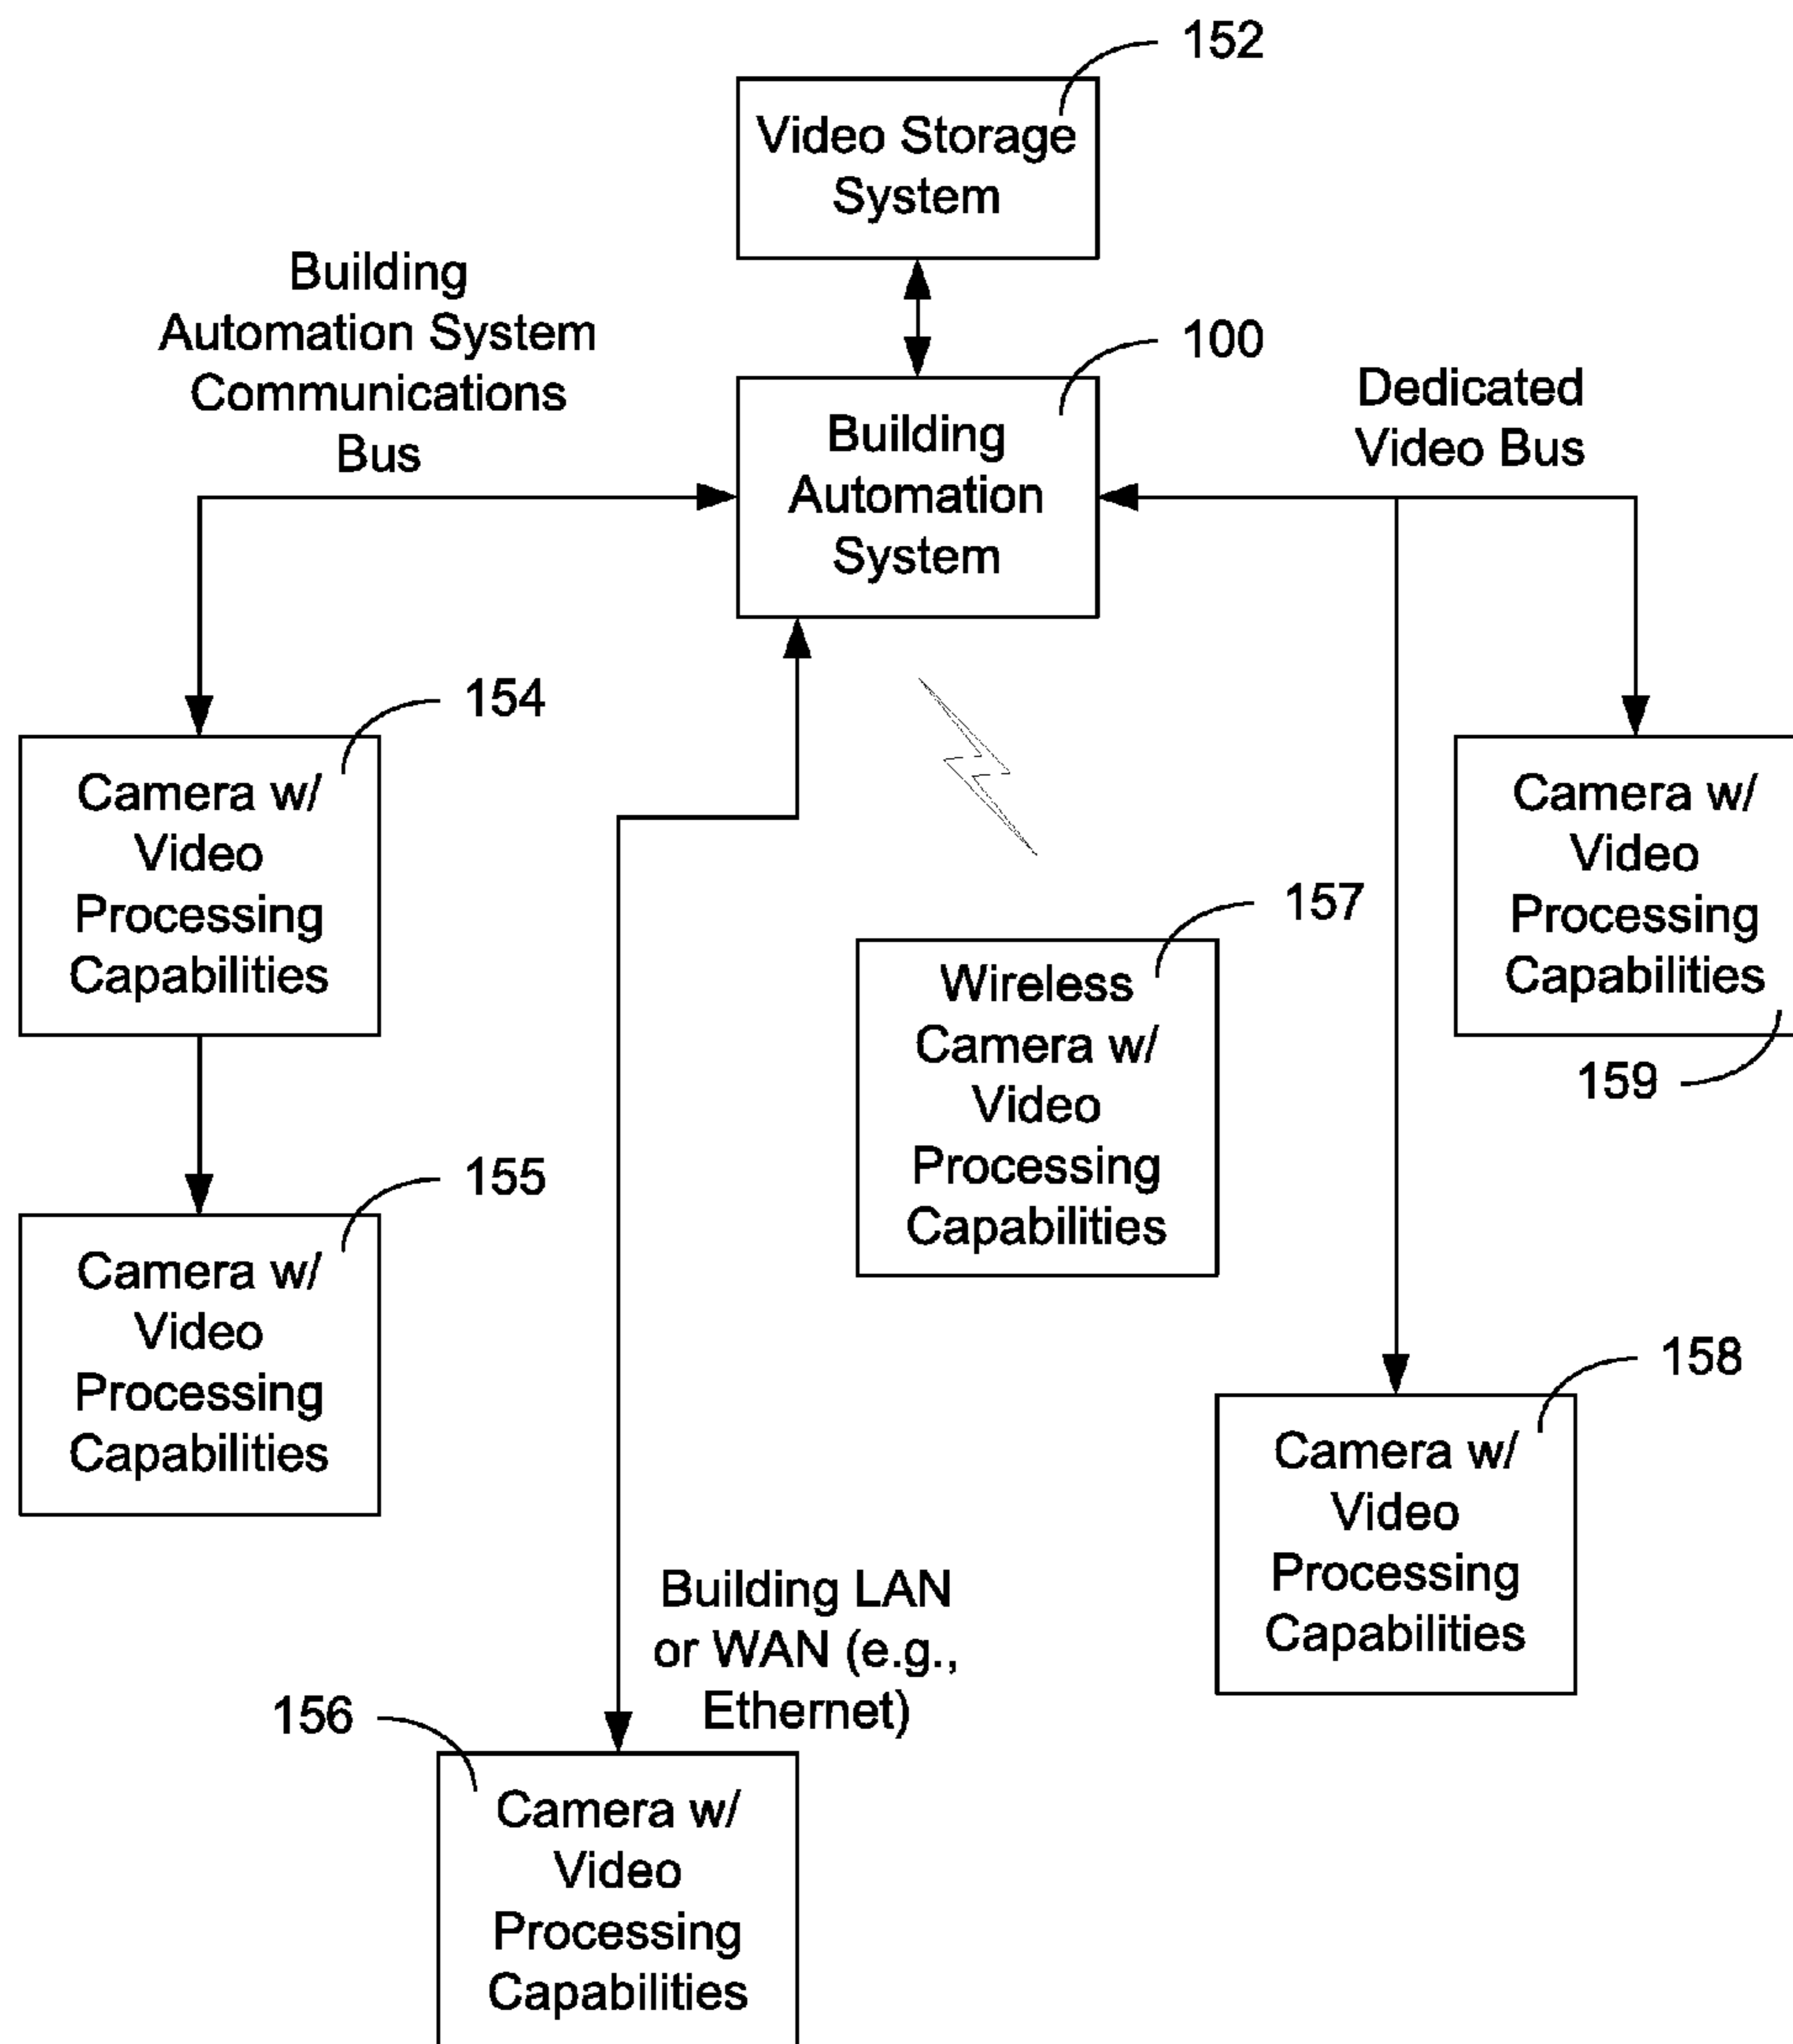 152
Video Storage
System
Building
Automation System
Communications
Bus
100
Building
Automation
System
Dedicated
Video Bus
154
Camera w/
Video
Processing
Capabilities
155
Camera w/
Video
Processing
Capabilities
157
Wireless
Camera w/
Video
Processing
Capabilities
Camera w/
Video
Processing
Capabilities
159
158
Camera w/
Video
Processing
Capabilities
Building LAN
or WAN (e.g.,
Ethernet)
156
Camera w/
Video
Processing
Capabilities